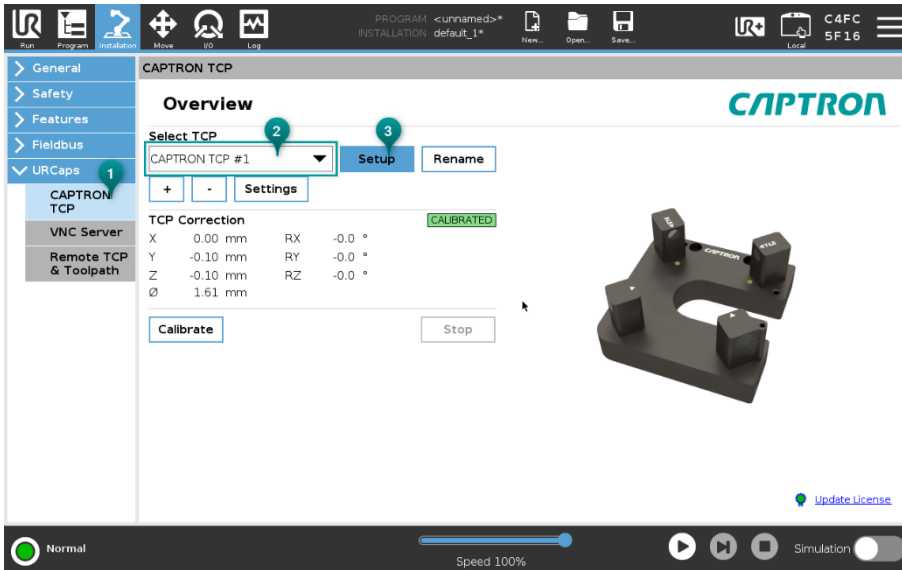 PROGRAM <unnamed>*
INSTALLATION default_1*
C4FC
5F16
Run
Program
Installation
Move
I/O
Log
New...
Open...
Save...
UR+
Local
General
Safety
Features
Fieldbus
URCaps
1
CAPTRON
TCP
VNC Server
Remote TCP
& Toolpath
CAPTRON TCP
Overview
CAPTRON
Select TCP
2
3
CAPTRON TCP #1
Setup
Rename
+
-
Settings
TCP Correction
CALIBRATED
X 0.00 mm RX -0.0 °
Y -0.10 mm RY -0.0 °
Z -0.10 mm RZ -0.0 °
Ø 1.61 mm
Calibrate
Stop
CAPTRON
Update License
Normal
Speed 100%
Simulation